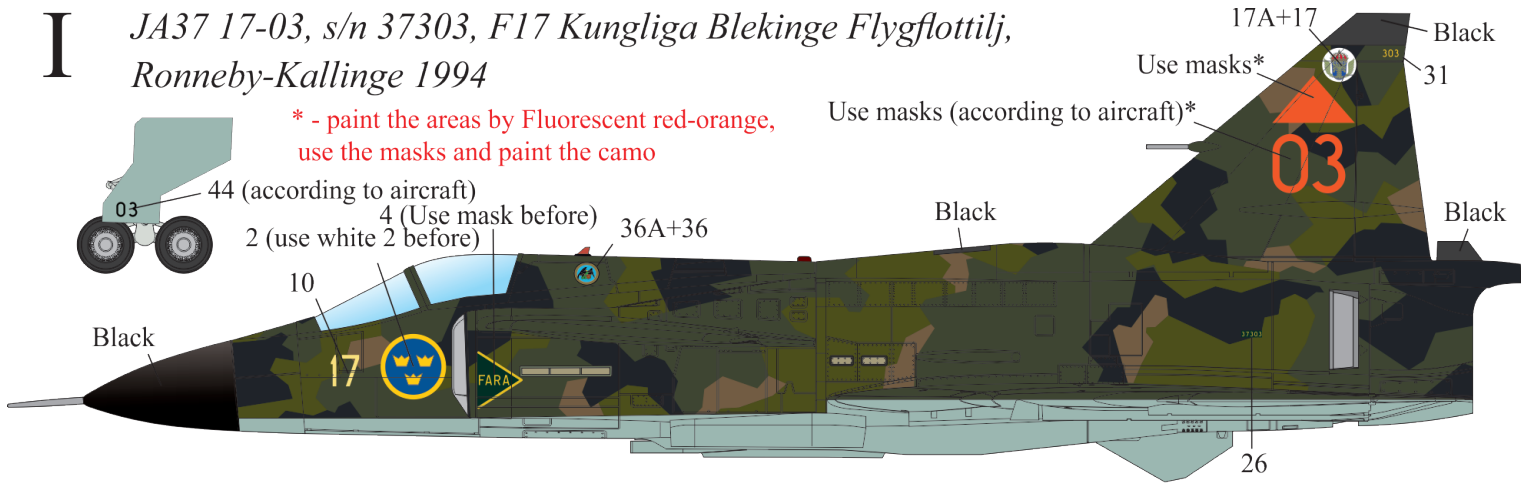 I
JA37 17-03, s/n 37303, F17 Kungliga Blekinge Flygflottilj,
Ronneby-Kallinge 1994
* - paint the areas by Fluorescent red-orange,
use the masks and paint the camo
17A+17
Black
303
31
Use masks*
Use masks (according to aircraft)*
03
44 (according to aircraft)
03
4 (Use mask before)
2 (use white 2 before)
36A+36
Black
Black
10
Black
17
FARA
37303
26